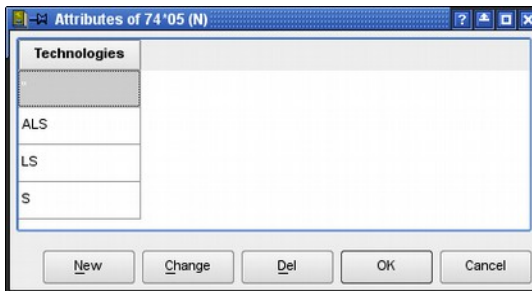 Attributes of 74*05 (N)
Technologies
''
ALS
LS
S
New Change Del OK Cancel